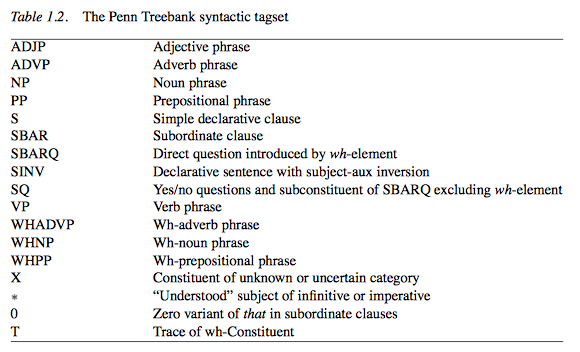 Table 1.2. The Penn Treebank syntactic tagset
ADJP Adjective phrase
ADVP Adverb phrase
NP Noun phrase
PP Prepositional phrase
S Simple declarative clause
SBAR Subordinate clause
SBARQ Direct question introduced by wh-element
SINV Declarative sentence with subject-aux inversion
SQ Yes/no questions and subconstituent of SBARQ excluding wh-element
VP Verb phrase
WHADVP Wh-adverb phrase
WHNP Wh-noun phrase
WHPP Wh-prepositional phrase
X Constituent of unknown or uncertain category
* “Understood” subject of infinitive or imperative
0 Zero variant of that in subordinate clauses
T Trace of wh-Constituent